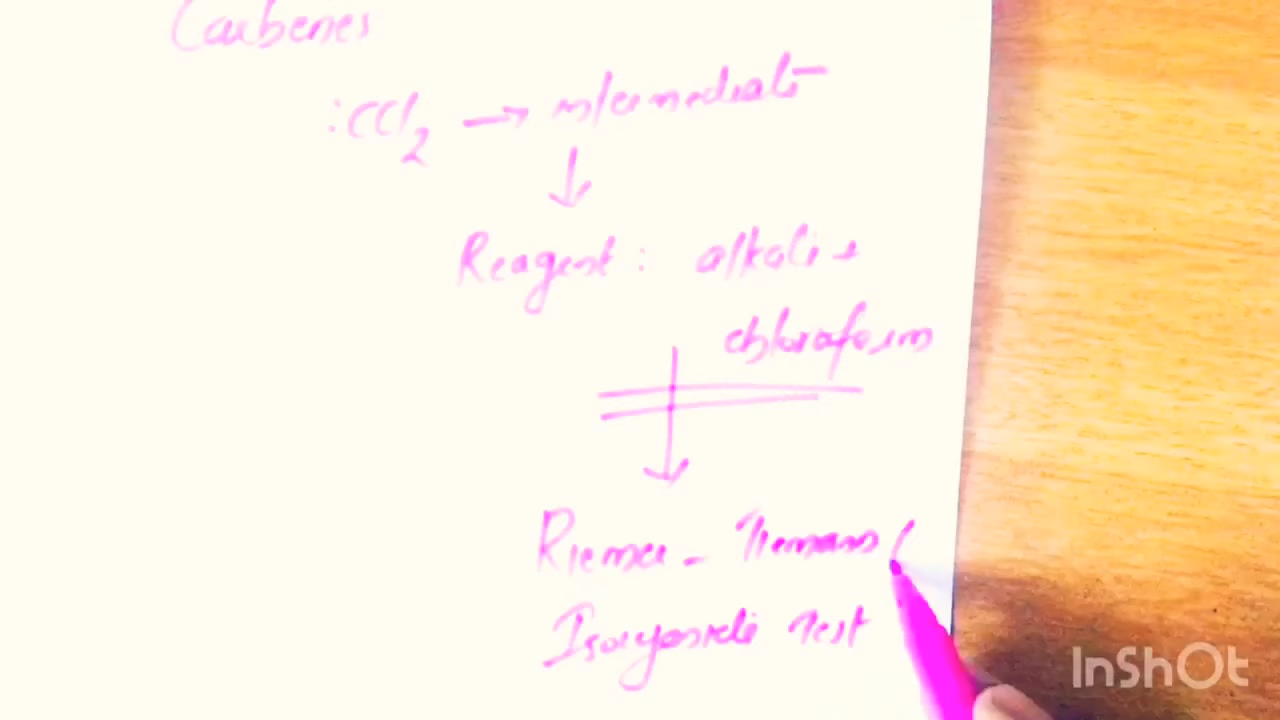 Carbenes
:CCl2 → intermediate
↓
Reagent : alkali +
chloroform
↓
Riemer - Tiemann (
Isocyanide Test
InShOt